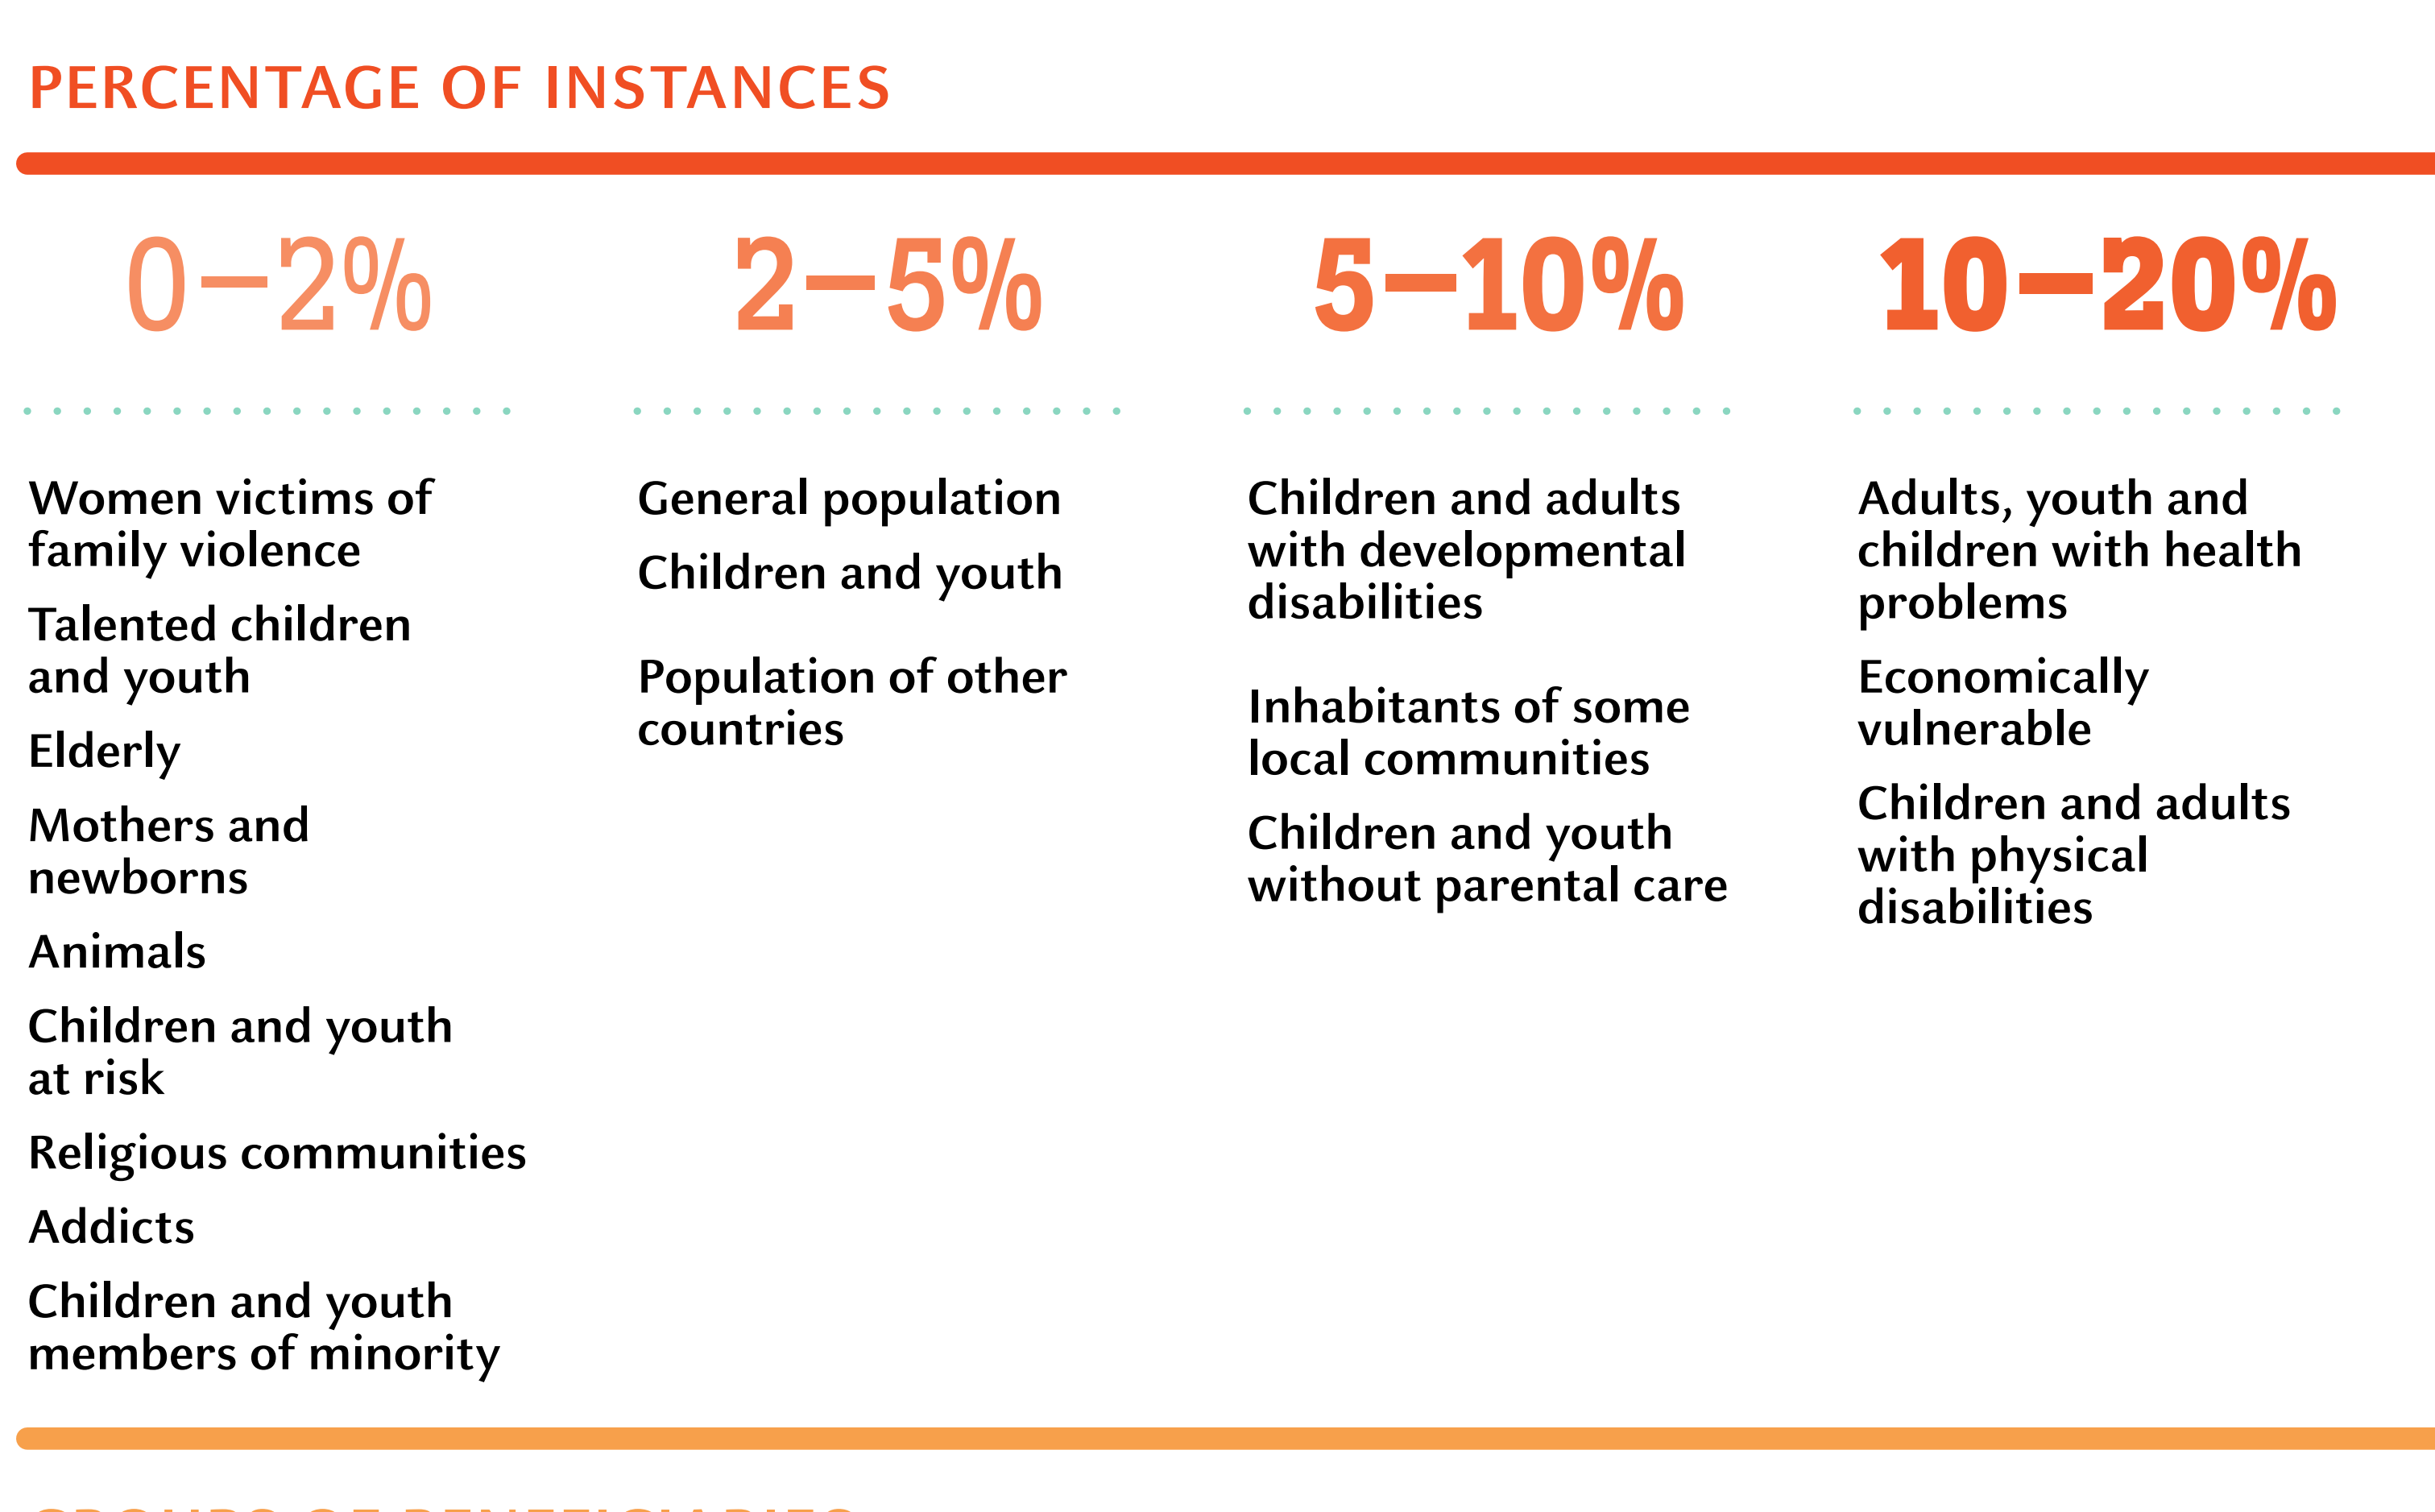 PERCENTAGE OF INSTANCES
0–2%
2–5%
5–10%
10–20%
Women victims of
family violence
Talented children
and youth
Elderly
Mothers and
newborns
Animals
Children and youth
at risk
Religious communities
Addicts
Children and youth
members of minority
General population
Children and youth
Population of other
countries
Children and adults
with developmental
disabilities
Inhabitants of some
local communities
Children and youth
without parental care
Adults, youth and
children with health
problems
Economically
vulnerable
Children and adults
with physical
disabilities
GROUPS OF BENEFICIARIES